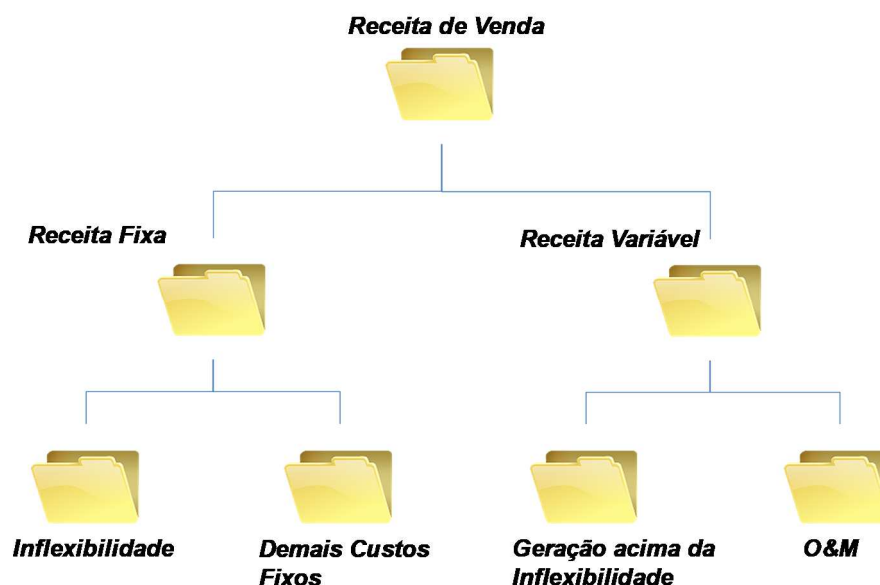 Receita de Venda
Receita Fixa
Receita Variável
Inflexibilidade
Demais Custos
Fixos
Geração acima da
Inflexibilidade
O&M